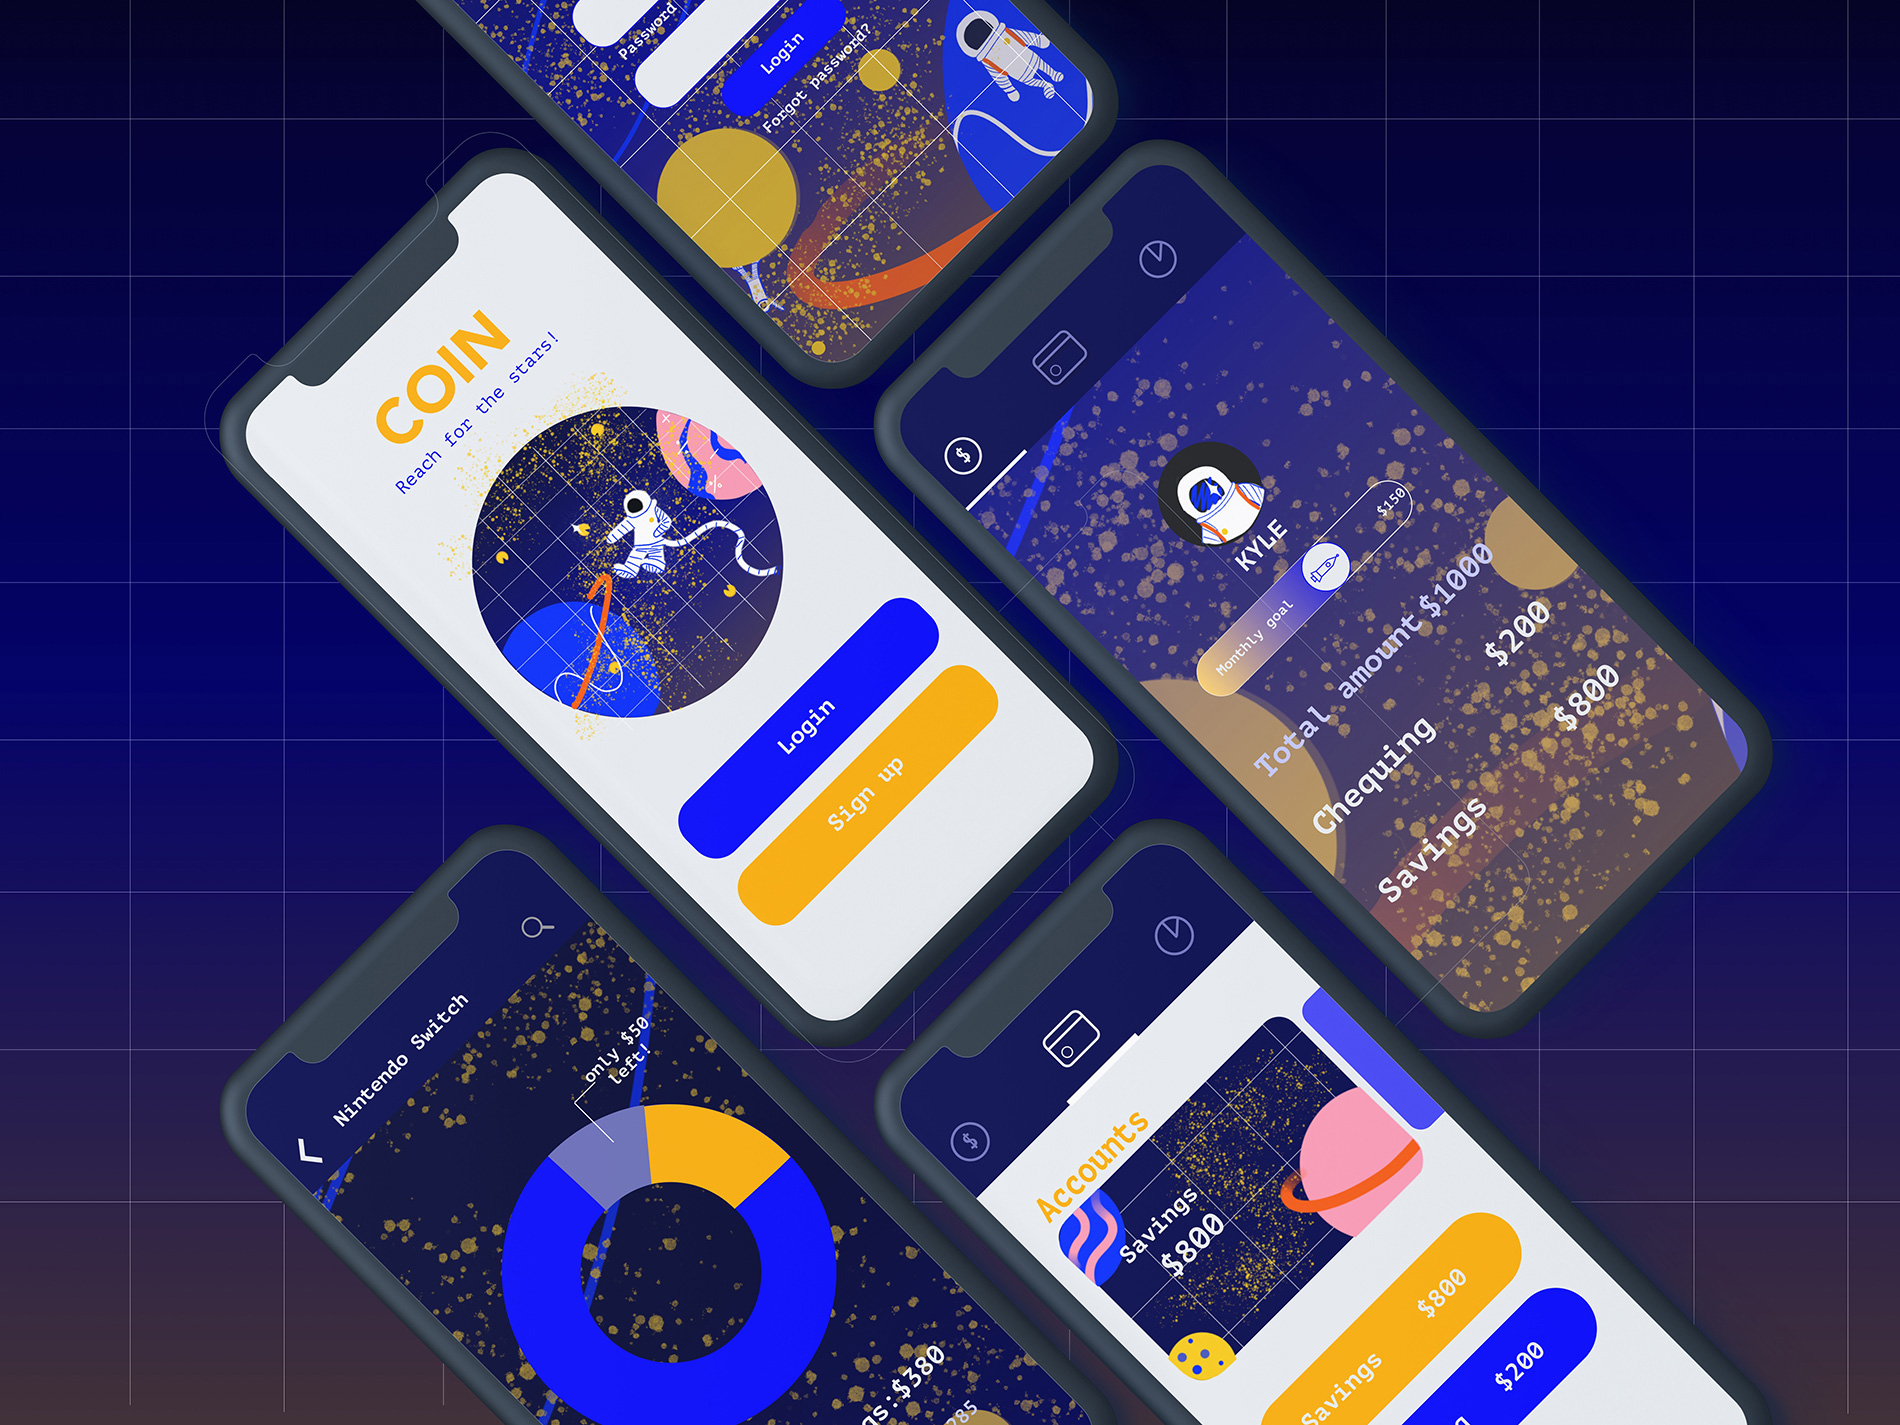 Password
Login
Forgot password?
COIN
Reach for the stars!
Login
Sign up
$
KYLE
Monthly goal $150
Total amount $1000
Chequing $200
Savings $800
Nintendo Switch
only $50
left!
:$380
285
$
Accounts
Savings
$800
Savings $800
$200